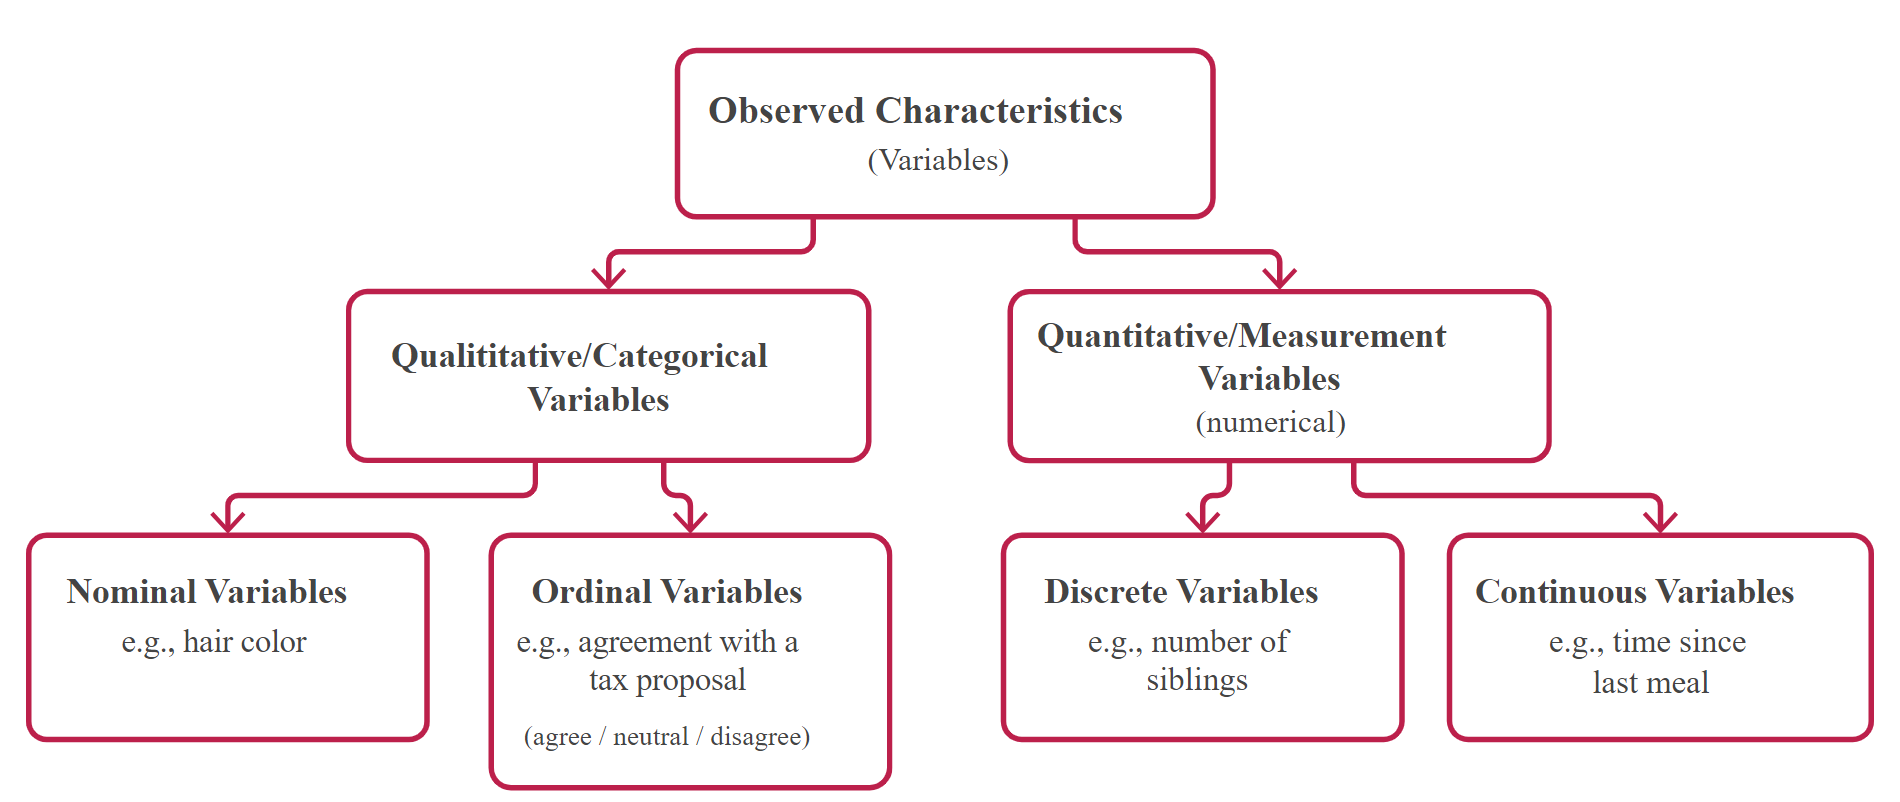 Observed Characteristics
(Variables)
Qualititative/Categorical
Variables
Quantitative/Measurement
Variables
(numerical)
Nominal Variables
e.g., hair color
Ordinal Variables
e.g., agreement with a
tax proposal
(agree / neutral / disagree)
Discrete Variables
e.g., number of
siblings
Continuous Variables
e.g., time since
last meal